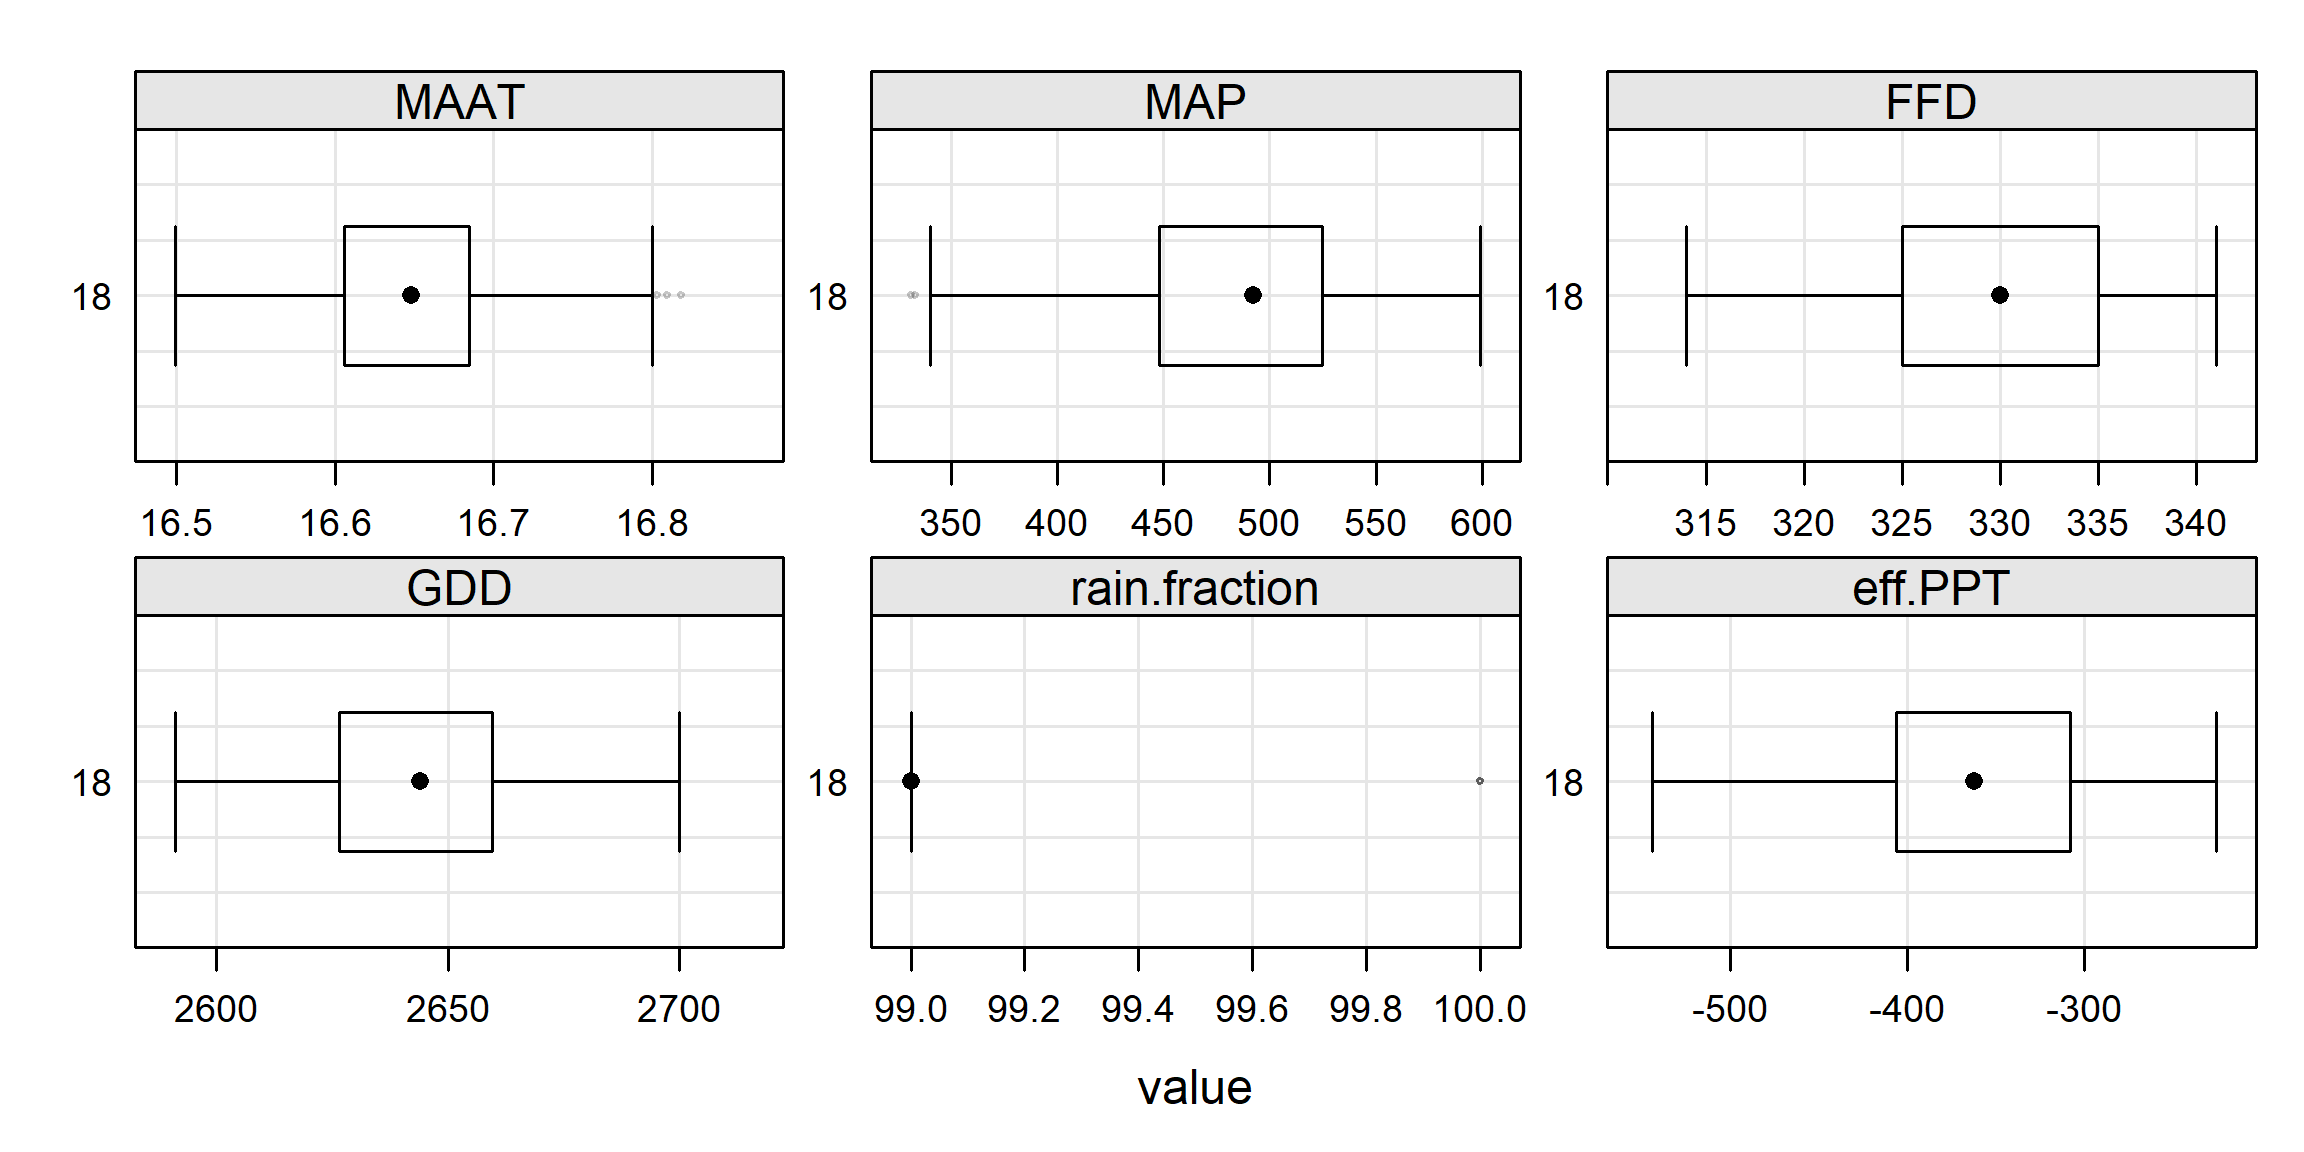 MAAT MAP FFD
18 18 18
16.5 16.6 16.7 16.8 350 400 450 500 550 600 315 320 325 330 335 340
GDD rain.fraction eff.PPT
18 18 18
2600 2650 2700 99.0 99.2 99.4 99.6 99.8 100.0 -500 -400 -300
value